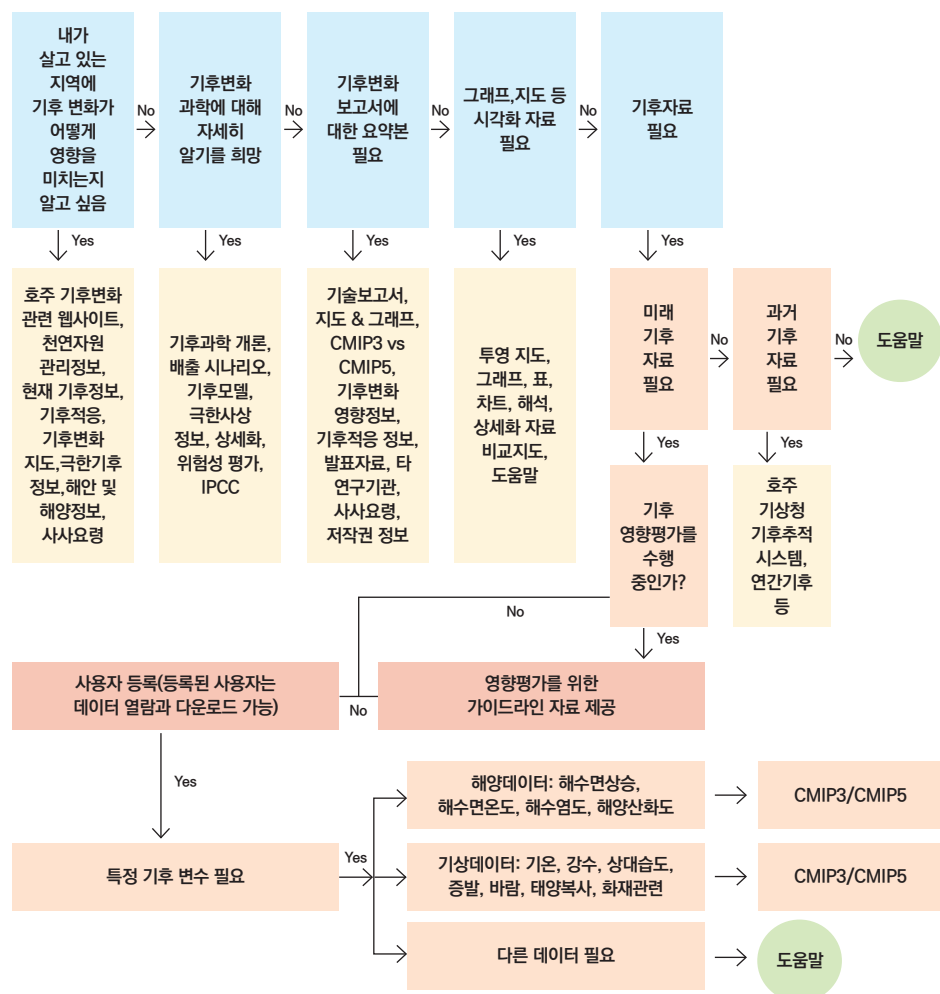 내가
살고 있는
지역에
기후 변화가
어떻게
영향을
미치는지
알고 싶음
No
기후변화
과학에 대해
자세히
알기를 희망
No
기후변화
보고서에
대한 요약본
필요
No
그래프,지도 등
시각화 자료
필요
No
기후자료
필요
Yes
Yes
Yes
Yes
Yes
호주 기후변화
관련 웹사이트,
천연자원
관리정보,
현재 기후정보,
기후적응,
기후변화
지도,극한기후
정보,해안 및
해양정보,
사사요령
기후과학 개론,
배출 시나리오,
기후모델,
극한사상
정보, 상세화,
위험성 평가,
IPCC
기술보고서,
지도 & 그래프,
CMIP3 vs
CMIP5,
기후변화
영향정보,
기후적응 정보,
발표자료, 타
연구기관,
사사요령,
저작권 정보
투영 지도,
그래프, 표,
차트, 해석,
상세화 자료
비교지도,
도움말
미래
기후
자료
필요
No
과거
기후
자료
필요
No
도움말
Yes
Yes
기후
영향평가를
수행
중인가?
호주
기상청
기후추적
시스템,
연간기후
등
No
Yes
사용자 등록(등록된 사용자는
데이터 열람과 다운로드 가능)
No
영향평가를 위한
가이드라인 자료 제공
Yes
특정 기후 변수 필요
Yes
해양데이터: 해수면상승,
해수면온도, 해수염도, 해양산화도
CMIP3/CMIP5
기상데이터: 기온, 강수, 상대습도,
증발, 바람, 태양복사, 화재관련
CMIP3/CMIP5
다른 데이터 필요
도움말